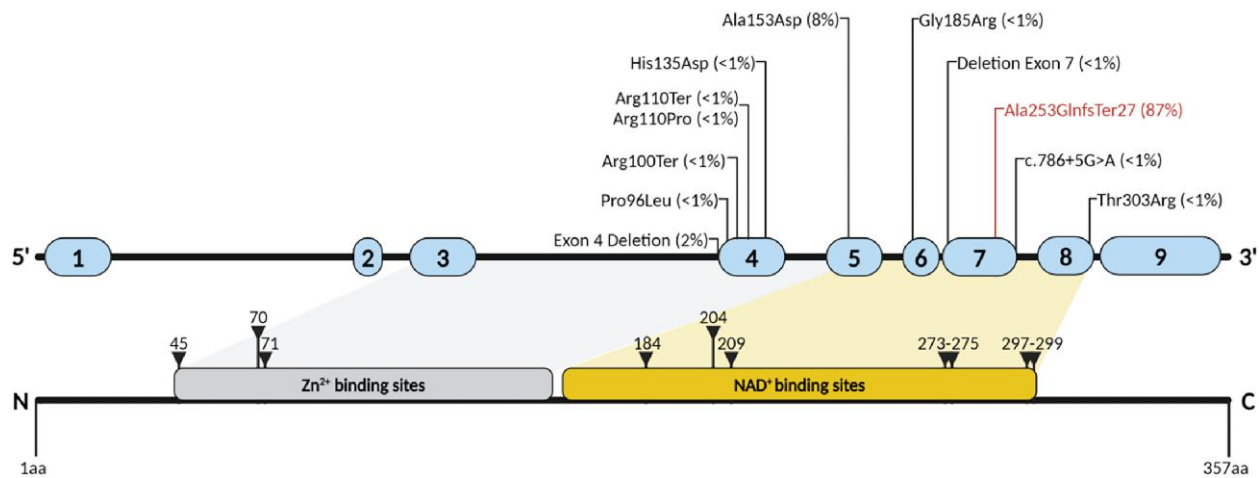 Ala153Asp (8%)
Gly185Arg (<1%)
His135Asp (<1%)
Deletion Exon 7 (<1%)
Arg110Ter (<1%)
Arg110Pro (<1%)
Ala253GlnfsTer27 (87%)
Arg100Ter (<1%)
c.786+5G>A (<1%)
Pro96Leu (<1%)
Thr303Arg (<1%)
Exon 4 Deletion (2%)
5' 1 2 3 4 5 6 7 8 9 3'
70 204
45 71 184 209 273-275 297-299
Zn²⁺ binding sites NAD⁺ binding sites
N C
1aa 357aa